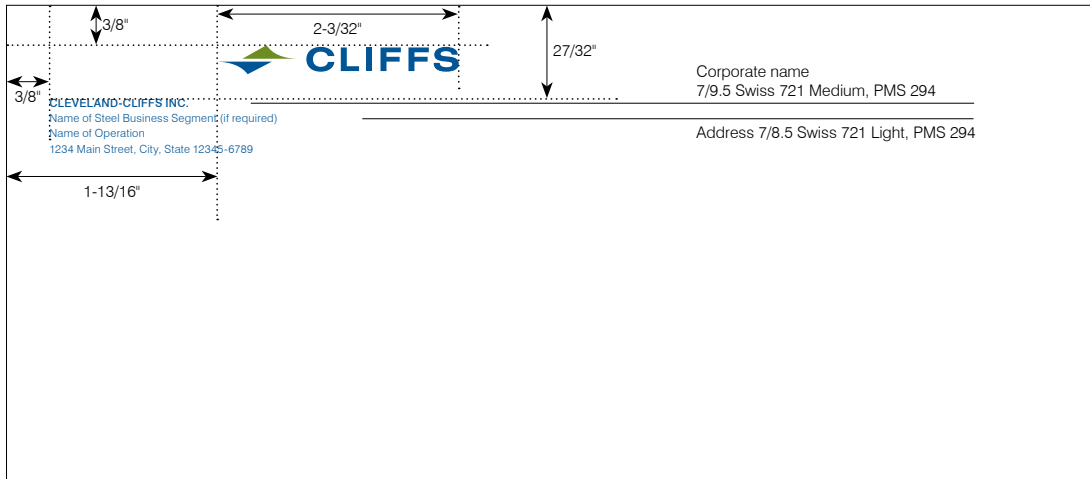 3/8"
2-3/32"
27/32"
CLIFFS
Corporate name
7/9.5 Swiss 721 Medium, PMS 294
3/8"
CLEVELAND-CLIFFS INC.
Name of Steel Business Segment (if required)
Name of Operation
1234 Main Street, City, State 12345-6789
Address 7/8.5 Swiss 721 Light, PMS 294
1-13/16"